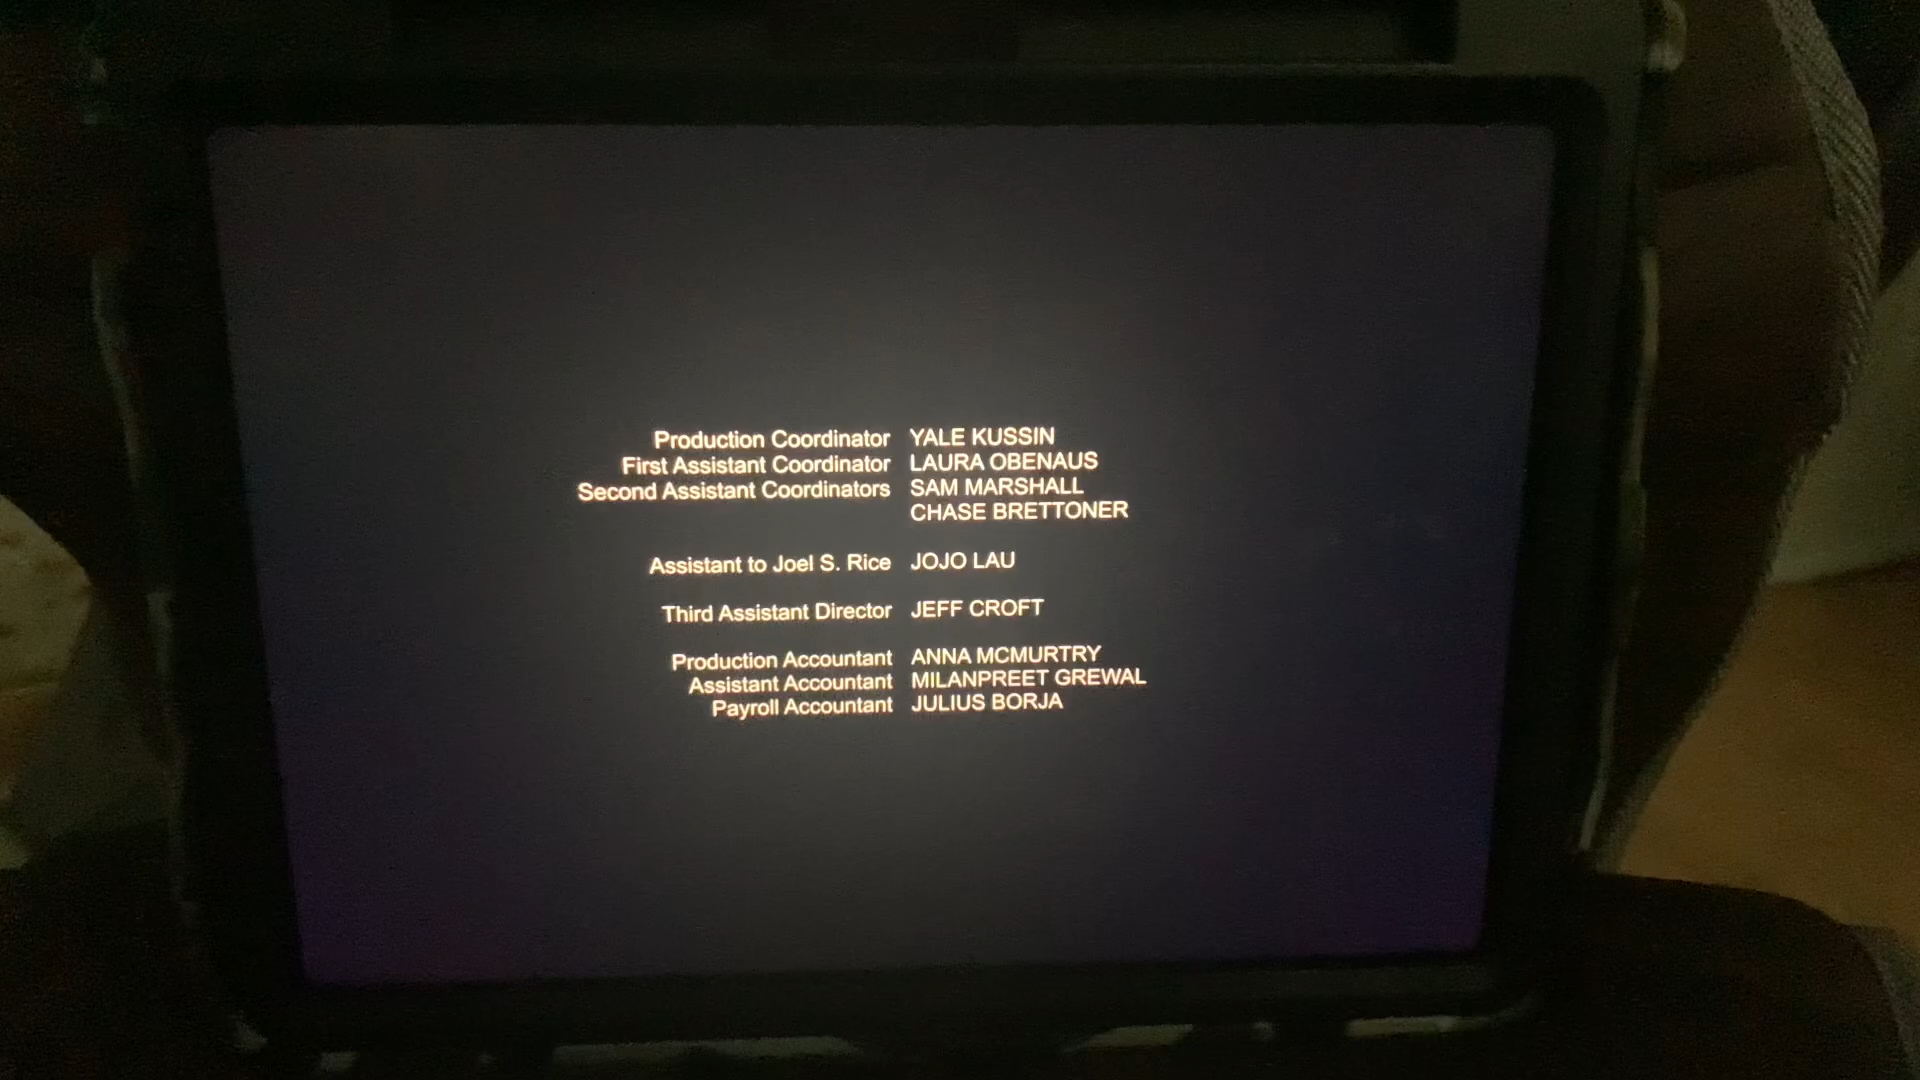 Production Coordinator YALE KUSSIN
First Assistant Coordinator LAURA OBENAUS
Second Assistant Coordinators SAM MARSHALL
CHASE BRETTONER
Assistant to Joel S. Rice JOJO LAU
Third Assistant Director JEFF CROFT
Production Accountant ANNA MCMURTRY
Assistant Accountant MILANPREET GREWAL
Payroll Accountant JULIUS BORJA